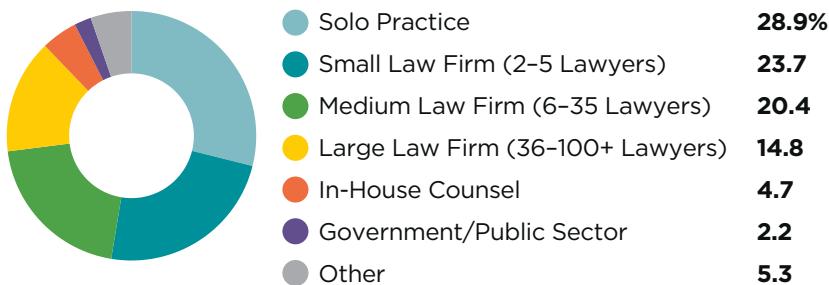 Solo Practice 28.9%
Small Law Firm (2–5 Lawyers) 23.7
Medium Law Firm (6–35 Lawyers) 20.4
Large Law Firm (36–100+ Lawyers) 14.8
In-House Counsel 4.7
Government/Public Sector 2.2
Other 5.3